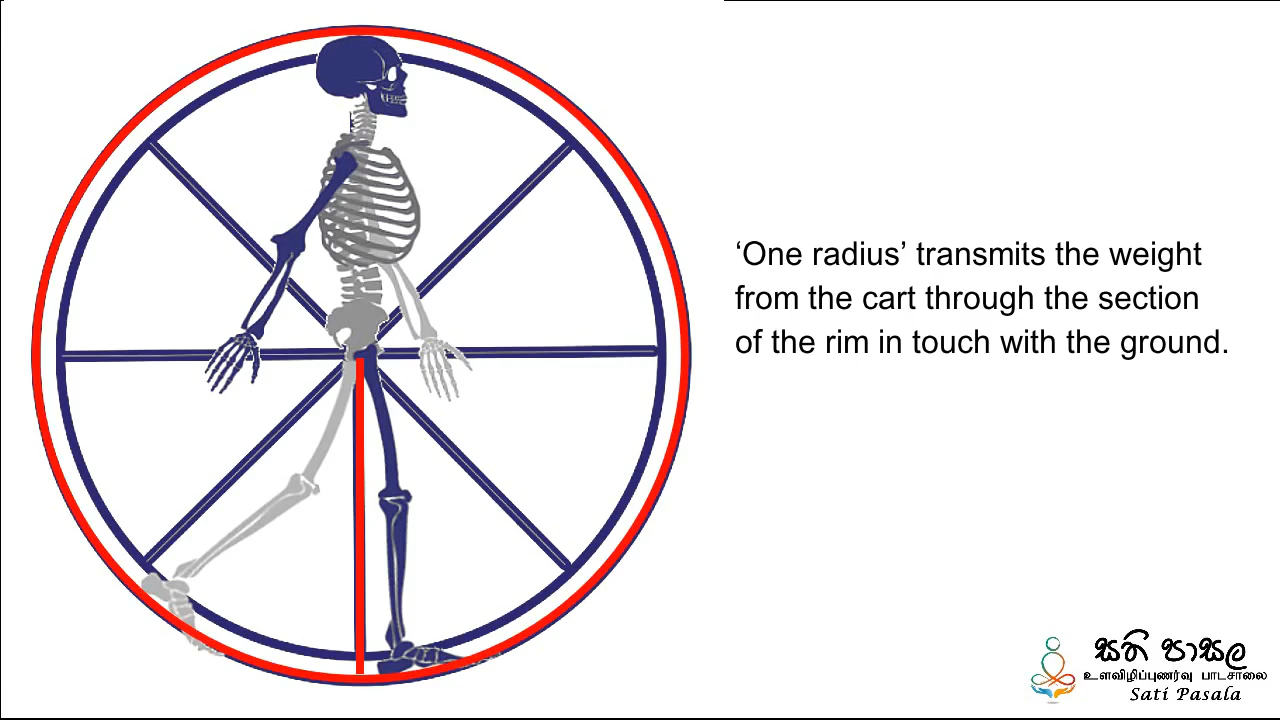 ‘One radius’ transmits the weight
from the cart through the section
of the rim in touch with the ground.
සති පාසල
உளவிழிப்புணர்வு பாடசாலை
Sati Pasala